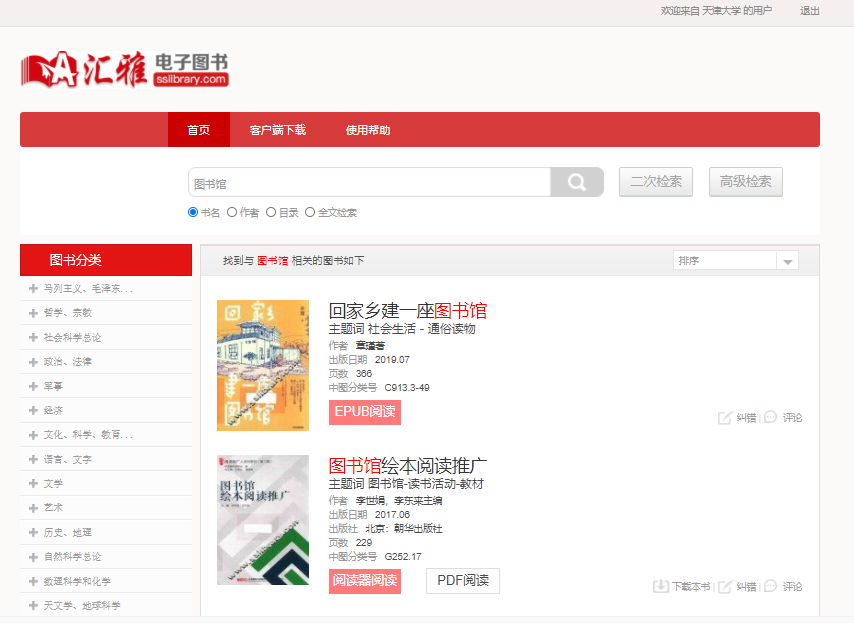 欢迎来自 天津大学 的用户 退出
汇雅 电子图书
sslibrary.com
首页 客户端下载 使用帮助
图书馆 二次检索 高级检索
书名 作者 目录 全文检索
图书分类
马列主义、毛泽东...
哲学、宗教
社会科学总论
政治、法律
军事
经济
文化、科学、教育...
语言、文字
文学
艺术
历史、地理
自然科学总论
数理科学和化学
天文学、地球科学
找到与 图书馆 相关的图书如下 排序
回家乡建一座图书馆
主题词 社会生活 - 通俗读物
作者 章瑾著
出版日期 2019.07
页数 366
中图分类号 C913.3-49
EPUB阅读
纠错 | 评论
图书馆绘本阅读推广
主题词 图书馆-读书活动-教材
作者 李世娟，李东来主编
出版日期 2017.06
出版社 北京：朝华出版社
页数 229
中图分类号 G252.17
阅读器阅读 PDF阅读
下载本书 | 纠错 | 评论
回家
建一
图书馆
图书馆
绘本阅读推广
www.sslibrary.com